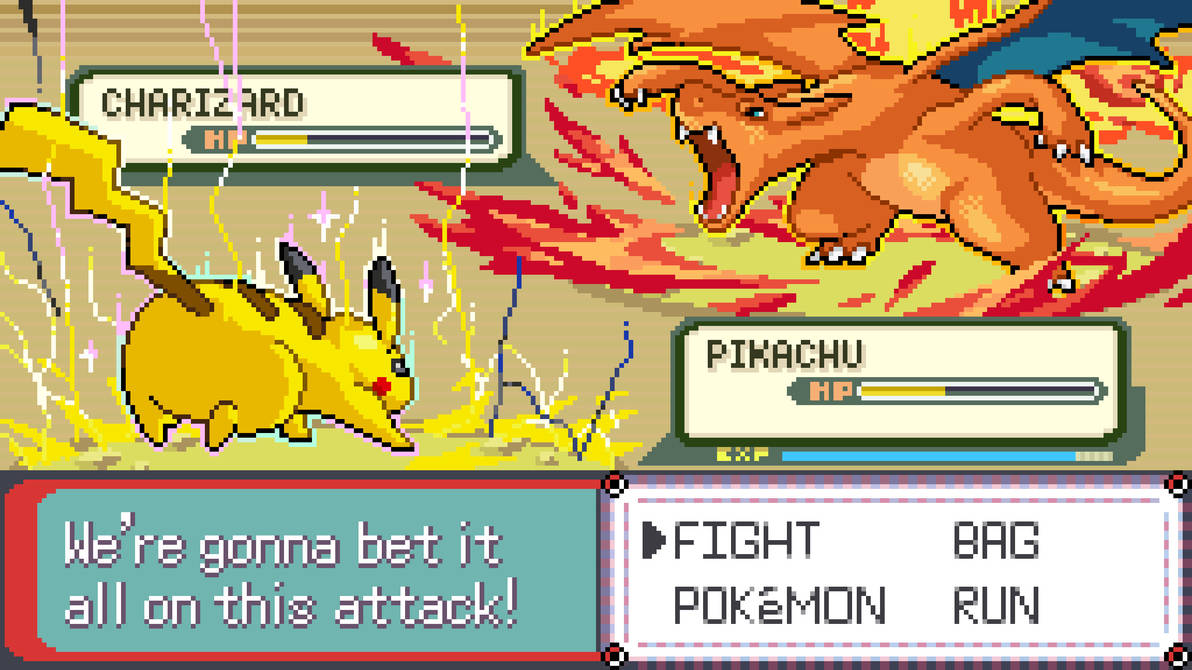 CHARIZARD
HP
PIKACHU
HP
EXP
We're gonna bet it
all on this attack!
FIGHT BAG
POKéMON RUN